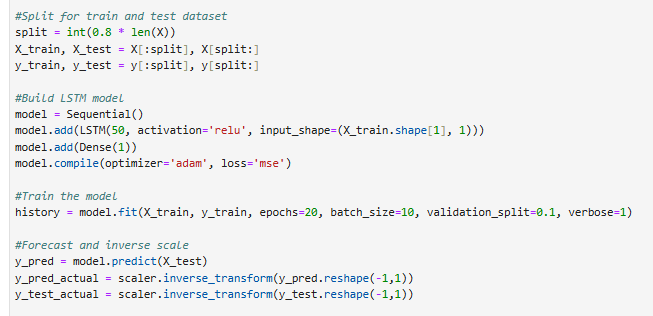 #Split for train and test dataset
split = int(0.8 * len(X))
X_train, X_test = X[:split], X[split:]
y_train, y_test = y[:split], y[split:]
#Build LSTM model
model = Sequential()
model.add(LSTM(50, activation='relu', input_shape=(X_train.shape[1], 1)))
model.add(Dense(1))
model.compile(optimizer='adam', loss='mse')
#Train the model
history = model.fit(X_train, y_train, epochs=20, batch_size=10, validation_split=0.1, verbose=1)
#Forecast and inverse scale
y_pred = model.predict(X_test)
y_pred_actual = scaler.inverse_transform(y_pred.reshape(-1,1))
y_test_actual = scaler.inverse_transform(y_test.reshape(-1,1))